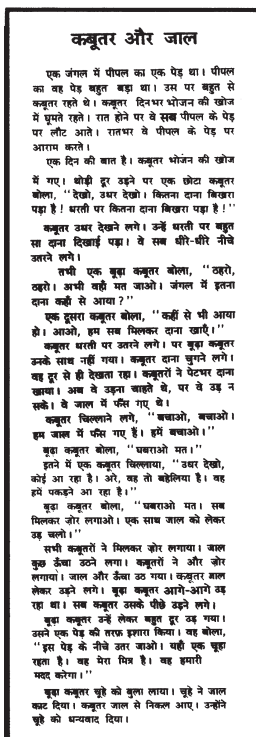 कबूतर और जाल
एक जंगल में पीपल का एक पेड़ था। पीपल
का वह पेड़ बहुत बड़ा था। उस पर बहुत से
कबूतर रहते थे। कबूतर दिनभर भोजन की खोज
में घूमते रहते। रात होने पर वे सब पीपल के पेड़
पर लौट आते। रातभर वे पीपल के पेड़ पर
आराम करते।
एक दिन की बात है। कबूतर भोजन की खोज
में गए। थोड़ी दूर उड़ने पर एक छोटा कबूतर
बोला, "देखो, उधर देखो। कितना दाना बिखरा
पड़ा है! धरती पर कितना दाना बिखरा पड़ा है!"
कबूतर उधर देखने लगे। उन्हें धरती पर बहुत
सा दाना दिखाई पड़ा। वे सब धीरे-धीरे नीचे
उतरने लगे।
तभी एक बूढ़ा कबूतर बोला, "ठहरो,
ठहरो। अभी वहाँ मत जाओ। जंगल में इतना
दाना कहाँ से आया?"
एक दूसरा कबूतर बोला, "कहीं से भी आया
हो। आओ, हम सब मिलकर दाना खाएँ।"
कबूतर धरती पर उतरने लगे। पर बूढ़ा कबूतर
उनके साथ नहीं गया। कबूतर दाना चुगने लगे।
वह दूर से ही देखता रहा। कबूतरों ने पेटभर दाना
खाया। अब वे उड़ना चाहते थे, पर वे उड़ न
सके। वे जाल में फँस गए थे।
कबूतर चिल्लाने लगे, "बचाओ, बचाओ।
हम जाल में फँस गए हैं। हमें बचाओ।"
बूढ़ा कबूतर बोला, "घबराओ मत।"
इतने में एक कबूतर चिल्लाया, "उधर देखो,
कोई आ रहा है। अरे, वह तो बहेलिया है। वह
हमें पकड़ने आ रहा है।"
बूढ़ा कबूतर बोला, "घबराओ मत। सब
मिलकर ज़ोर लगाओ। एक साथ जाल को लेकर
उड़ चलो।"
सभी कबूतरों ने मिलकर ज़ोर लगाया। जाल
कुछ ऊँचा उठने लगा। कबूतरों ने और ज़ोर
लगाया। जाल और ऊँचा उठ गया। कबूतर जाल
लेकर उड़ने लगे। बूढ़ा कबूतर आगे-आगे उड़
रहा था। सब कबूतर उसके पीछे उड़ने लगे।
बूढ़ा कबूतर उन्हें लेकर बहुत दूर उड़ गया।
उसने एक पेड़ की तरफ़ इशारा किया। वह बोला,
"इस पेड़ के नीचे उतर जाओ। यहाँ एक चूहा
रहता है। वह मेरा मित्र है। वह हमारी
मदद करेगा।"
बूढ़ा कबूतर चूहे को बुला लाया। चूहे ने जाल
काट दिया। कबूतर जाल से निकल आए। उन्होंने
चूहे को धन्यवाद दिया।